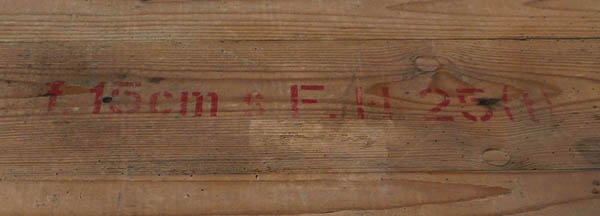 f. 15cm s F.H. 25(t)